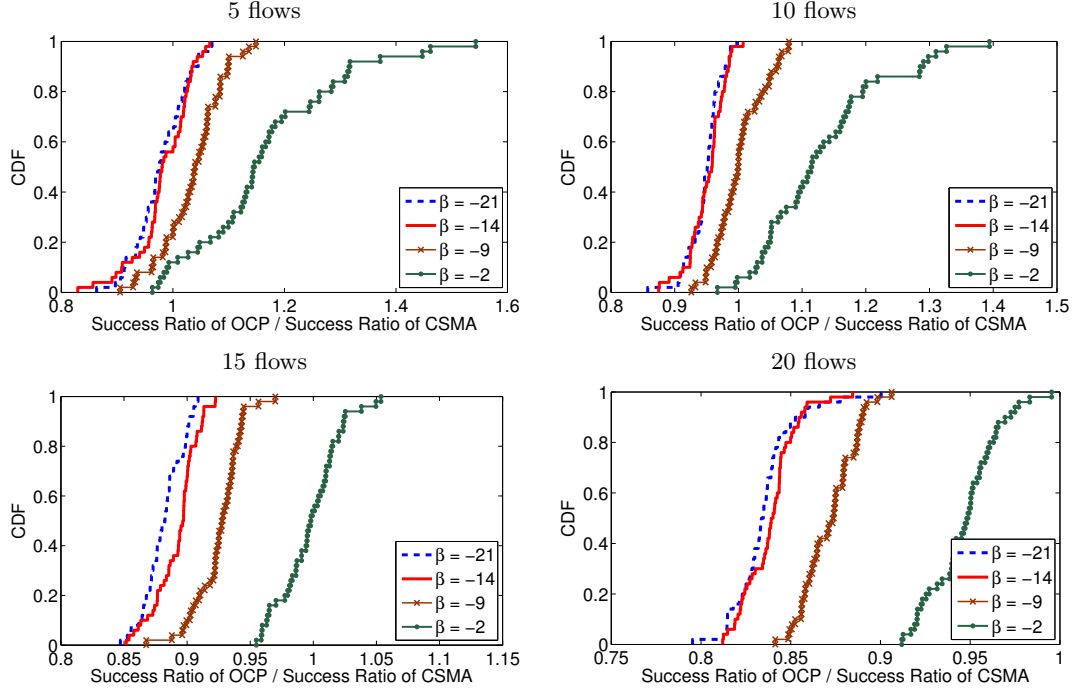 5 flows
1
0.8
0.6
0.4
0.2
0
CDF
0.8
1
1.2
1.4
1.6
Success Ratio of OCP / Success Ratio of CSMA
β = −21
β = −14
β = −9
β = −2
10 flows
1
0.8
0.6
0.4
0.2
0
CDF
0.8
0.9
1
1.1
1.2
1.3
1.4
1.5
Success Ratio of OCP / Success Ratio of CSMA
β = −21
β = −14
β = −9
β = −2
15 flows
1
0.8
0.6
0.4
0.2
0
CDF
0.8
0.85
0.9
0.95
1
1.05
1.1
1.15
Success Ratio of OCP / Success Ratio of CSMA
β = −21
β = −14
β = −9
β = −2
20 flows
1
0.8
0.6
0.4
0.2
0
CDF
0.75
0.8
0.85
0.9
0.95
1
Success Ratio of OCP / Success Ratio of CSMA
β = −21
β = −14
β = −9
β = −2